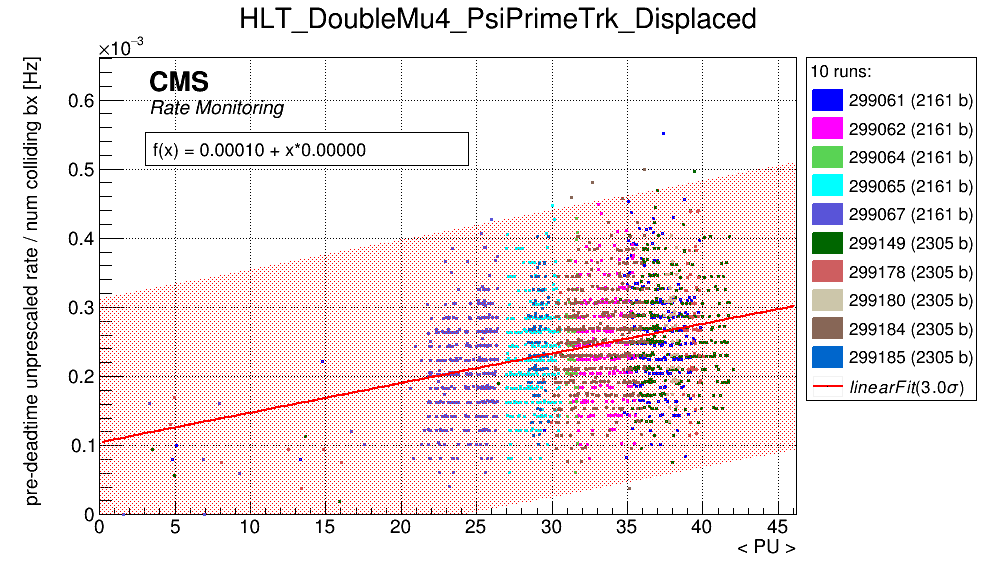 HLT_DoubleMu4_PsiPrimeTrk_Displaced
×10⁻³
pre-deadtime unprescaled rate / num colliding bx [Hz]
CMS
Rate Monitoring
f(x) = 0.00010 + x*0.00000
0.6
0.5
0.4
0.3
0.2
0.1
0
0 5 10 15 20 25 30 35 40 45
< PU >
10 runs:
299061 (2161 b)
299062 (2161 b)
299064 (2161 b)
299065 (2161 b)
299067 (2161 b)
299149 (2305 b)
299178 (2305 b)
299180 (2305 b)
299184 (2305 b)
299185 (2305 b)
linearFit(3.0σ)